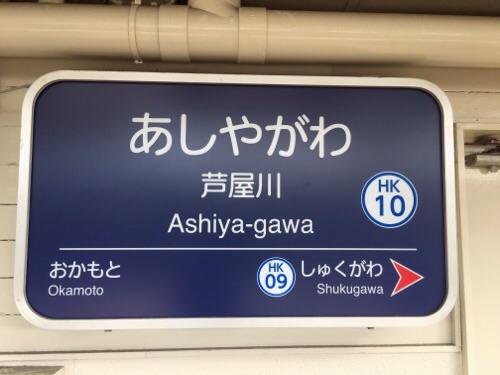 あしやがわ
芦屋川
Ashiya-gawa
HK
10
おかもと
Okamoto
HK
09
しゅくがわ
Shukugawa